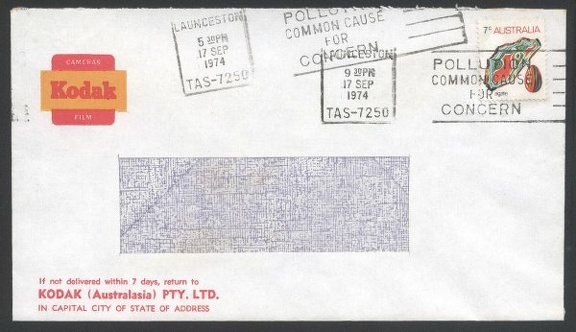 LAUNCESTON
5 30PM
17 SEP
1974
TAS-7250
POLLUTION
COMMON CAUSE
FOR
CONCERN
LAUNCESTON
9 30PM
17 SEP
1974
TAS-7250
7c AUSTRALIA
agate
POLLUTION
COMMON CAUSE
FOR
CONCERN
CAMERAS
Kodak
FILM
If not delivered within 7 days, return to
KODAK (Australasia) PTY. LTD.
IN CAPITAL CITY OF STATE OF ADDRESS